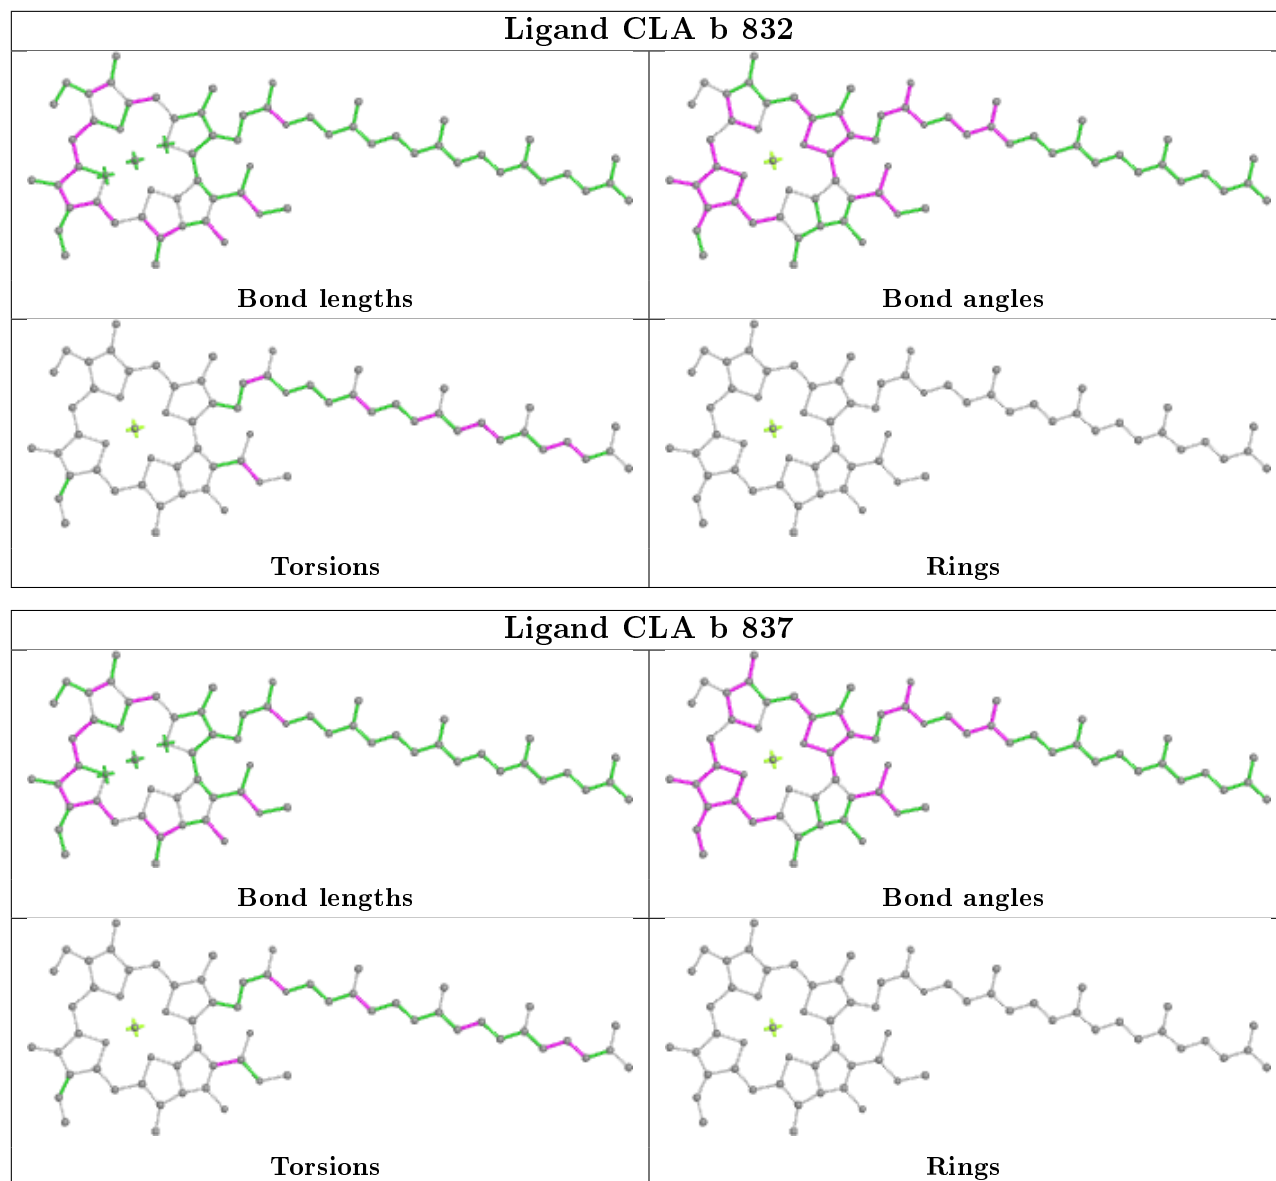 Ligand CLA b 832
Bond lengths
Bond angles
Torsions
Rings
Ligand CLA b 837
Bond lengths
Bond angles
Torsions
Rings